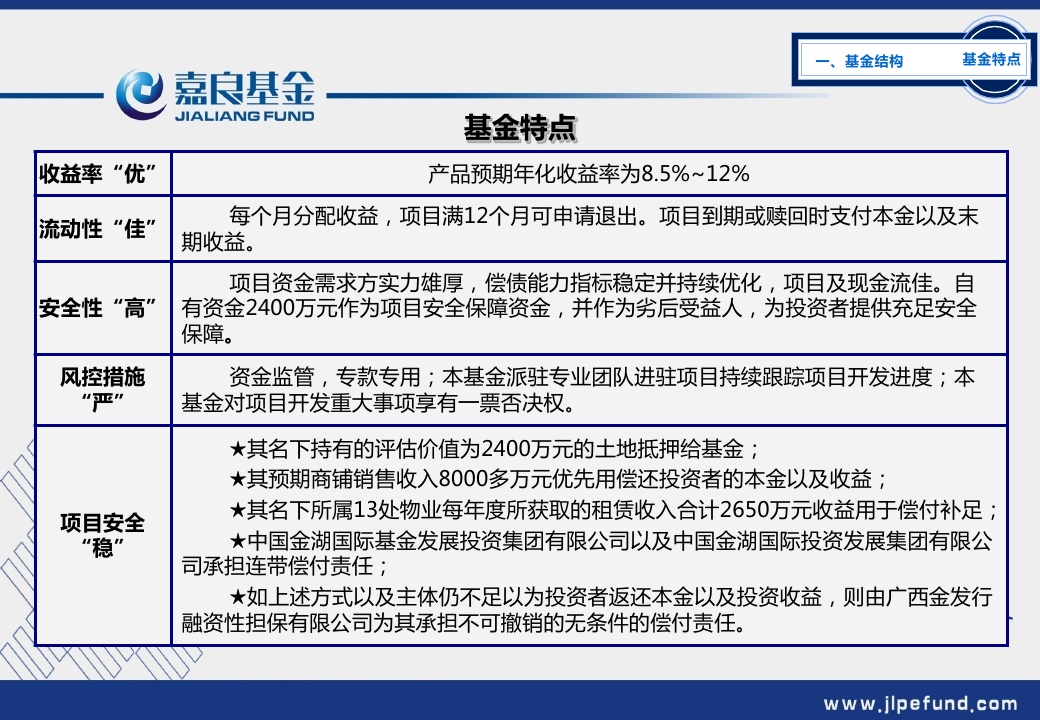 一、基金结构 基金特点
嘉良基金
JIALIANG FUND
基金特点
收益率“优”
产品预期年化收益率为8.5%~12%
流动性“佳”
每个月分配收益，项目满12个月可申请退出。项目到期或赎回时支付本金以及末
期收益。
安全性“高”
项目资金需求方实力雄厚，偿债能力指标稳定并持续优化，项目及现金流佳。自
有资金2400万元作为项目安全保障资金，并作为劣后受益人，为投资者提供充足安全
保障。
风控措施
“严”
资金监管，专款专用；本基金派驻专业团队进驻项目持续跟踪项目开发进度；本
基金对项目开发重大事项享有一票否决权。
项目安全
“稳”
★其名下持有的评估价值为2400万元的土地抵押给基金；
★其预期商铺销售收入8000多万元优先用偿还投资者的本金以及收益；
★其名下所属13处物业每年度所获取的租赁收入合计2650万元收益用于偿付补足；
★中国金湖国际基金发展投资集团有限公司以及中国金湖国际投资发展集团有限公
司承担连带偿付责任；
★如上述方式以及主体仍不足以为投资者返还本金以及投资收益，则由广西金发行
融资性担保有限公司为其承担不可撤销的无条件的偿付责任。
www.jlpefund.com